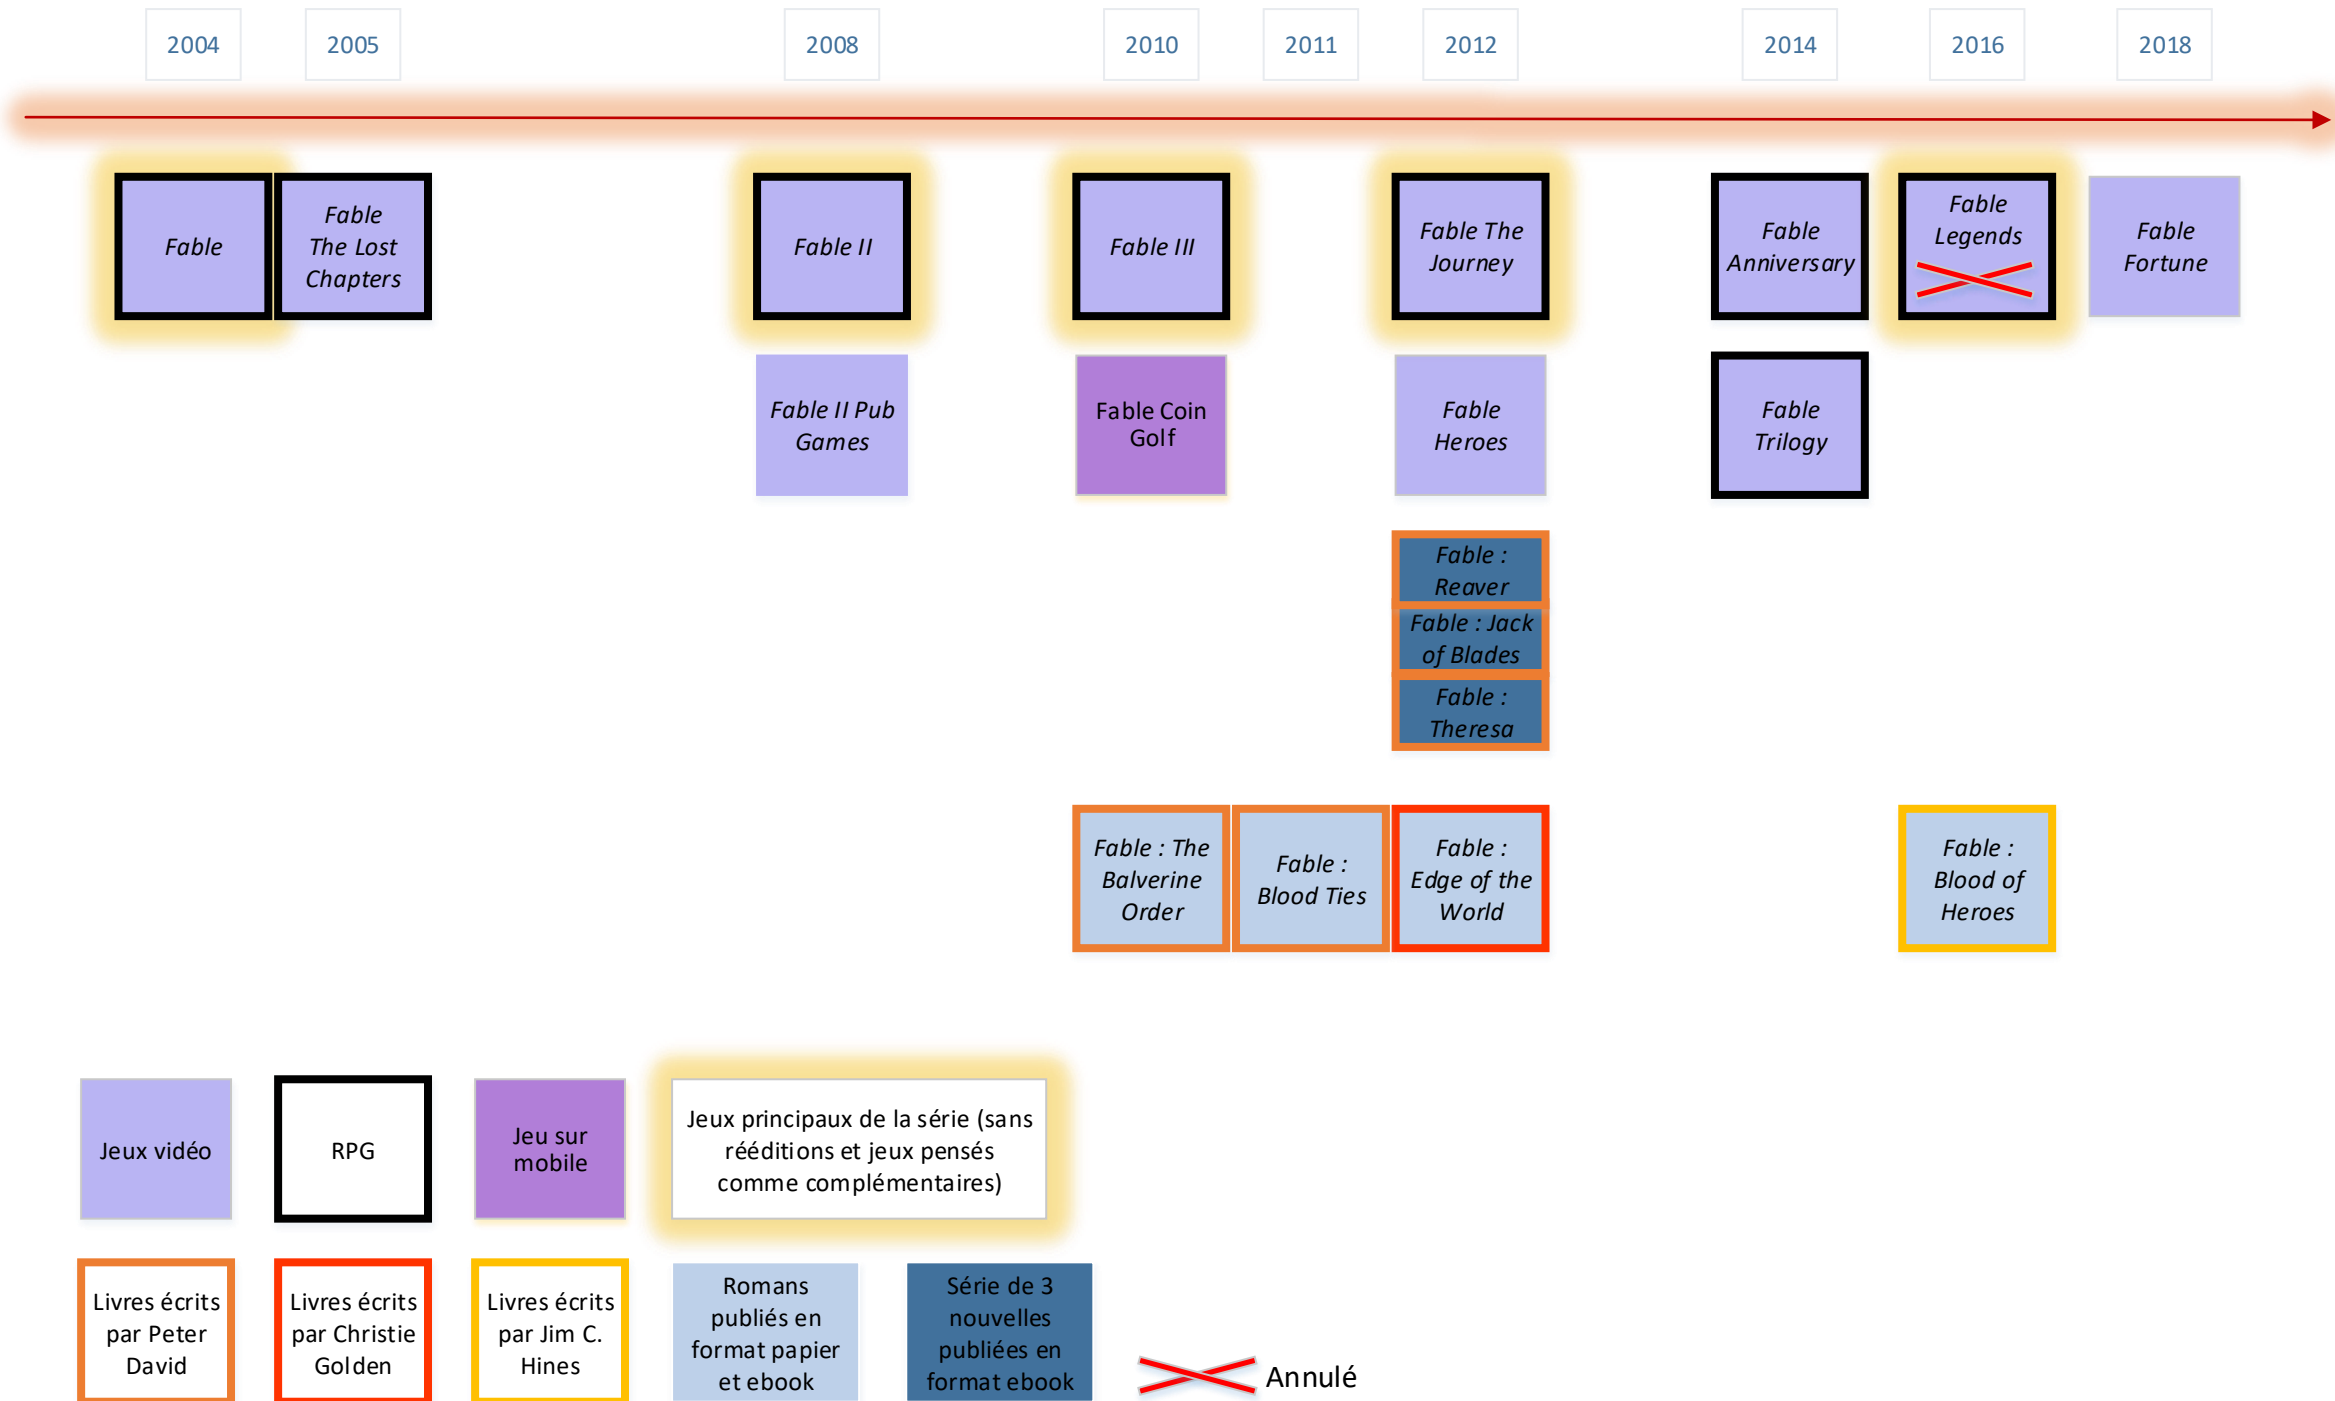 2004
2005
2008
2010
2011
2012
2014
2016
2018
Fable
Fable
The Lost
Chapters
Fable II
Fable III
Fable The
Journey
Fable
Anniversary
Fable
Legends
Fable
Fortune
Fable II Pub
Games
Fable Coin
Golf
Fable
Heroes
Fable
Trilogy
Fable :
Reaver
Fable : Jack
of Blades
Fable :
Theresa
Fable : The
Balverine
Order
Fable :
Blood Ties
Fable :
Edge of the
World
Fable :
Blood of
Heroes
Jeux vidéo
RPG
Jeu sur
mobile
Jeux principaux de la série (sans
rééditions et jeux pensés
comme complémentaires)
Livres écrits
par Peter
David
Livres écrits
par Christie
Golden
Livres écrits
par Jim C.
Hines
Romans
publiés en
format papier
et ebook
Série de 3
nouvelles
publiées en
format ebook
Annulé